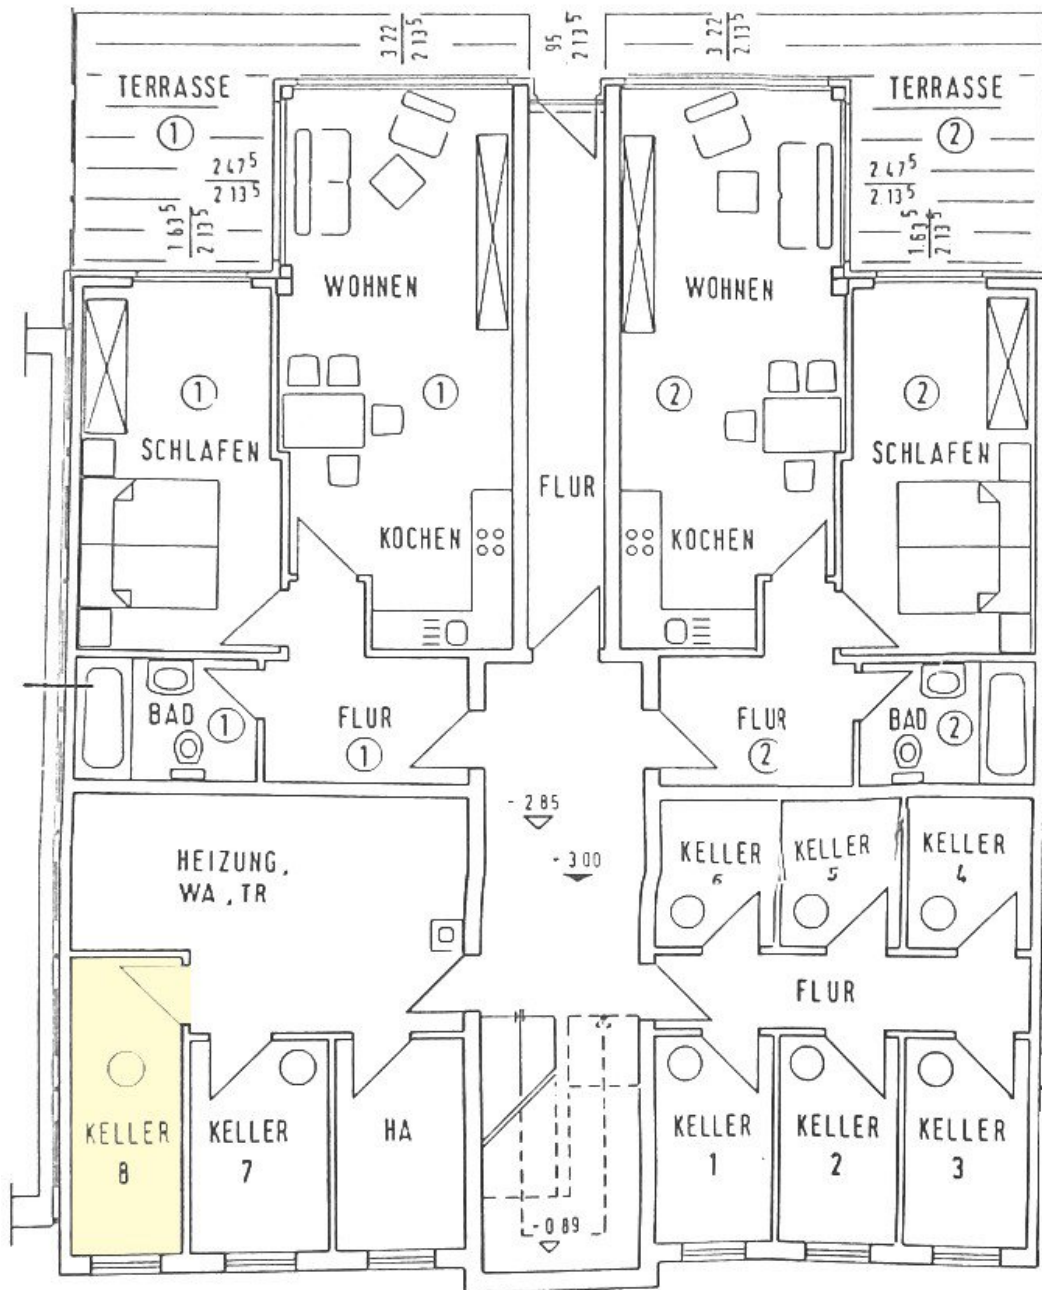 3.22
2.13⁵
95
2.13⁵
3.22
2.13⁵
TERRASSE
1
TERRASSE
2
2.47⁵
2.13⁵
1.63⁵
2.13⁵
2.47⁵
2.13⁵
1.63⁵
2.13⁵
WOHNEN
WOHNEN
1
1
2
2
SCHLAFEN
SCHLAFEN
FLUR
KOCHEN
KOCHEN
BAD 1
FLUR
1
FLUR
2
BAD 2
- 2.85
- 3.00
HEIZUNG,
WA , TR
KELLER
6
KELLER
5
KELLER
4
FLUR
KELLER
8
KELLER
7
HA
KELLER
1
KELLER
2
KELLER
3
- 0.89